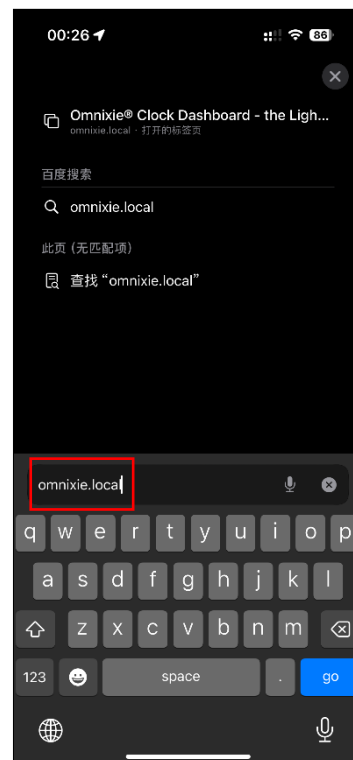 00:26
86
Omnixie® Clock Dashboard - the Ligh...
omnixie.local · 打开的标签页
百度搜索
omnixie.local
此页 (无匹配项)
查找 “omnixie.local”
omnixie.local
q w e r t y u i o p
a s d f g h j k l
z x c v b n m
123 space . go